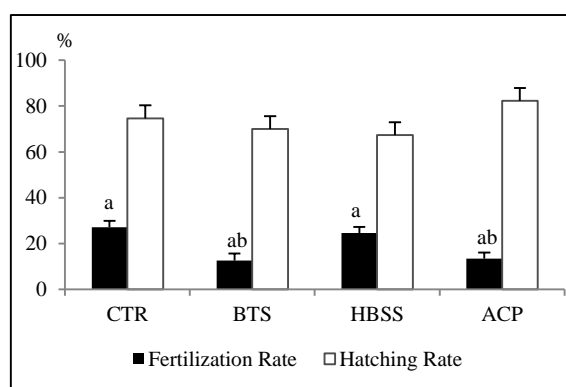 %
100
80
60
40
20
0
a
ab
a
ab
CTR
BTS
HBSS
ACP
Fertilization Rate
Hatching Rate